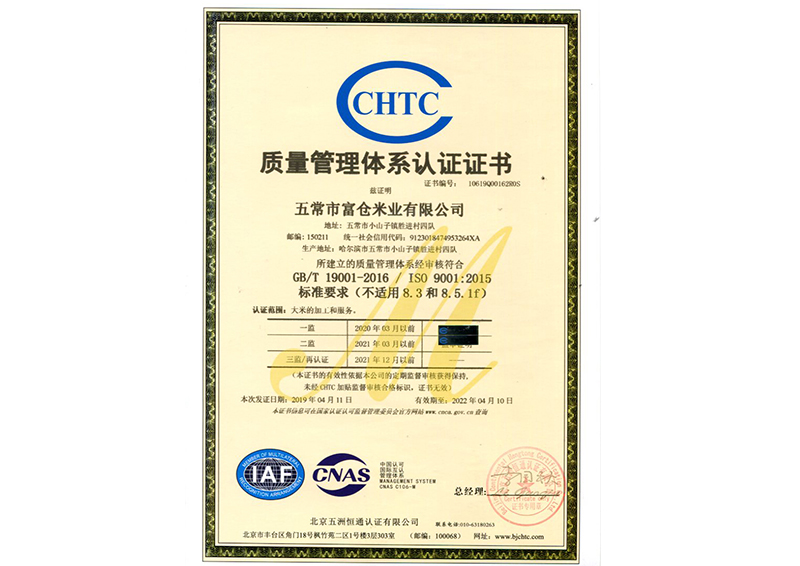 CHTC
质量管理体系认证证书
证书编号： 10619Q00162R0S
兹证明
五常市富仓米业有限公司
地址：五常市小山子镇胜进村四队
邮编：150211 统一社会信用代码：9123018474953264XA
生产地址：哈尔滨市五常市小山子镇胜进村四队
所建立的质量管理体系经审核符合
GB/T 19001-2016 / ISO 9001:2015
标准要求（不适用8.3和8.5.1f）
认证范围：大米的加工和服务。
一监 2020年03月以前
二监 2021年03月以前
三监/再认证 2021年12月以前 ——
（本证书的有效性依据本公司的定期监督审核获得保持，
未经CHTC加贴监督审核合格标识，证书无效）
本次发证日期：2019年04月11日 有效期至：2022年04月10日
本证书信息可在国家认证认可监督管理委员会官方网站www.cnca.gov.cn查询
MEMBER OF MULTILATERAL
IAF
RECOGNITION ARRANGEMENT
CNAS
中国认可
国际互认
管理体系
MANAGEMENT SYSTEM
CNAS C106-M
总经理：
证书专用章
北京五洲恒通认证有限公司 联系电话:010-63180263
北京市丰台区角门18号枫竹苑二区1号楼3层303室 （邮编：100068） 网址：www.bjchtc.com